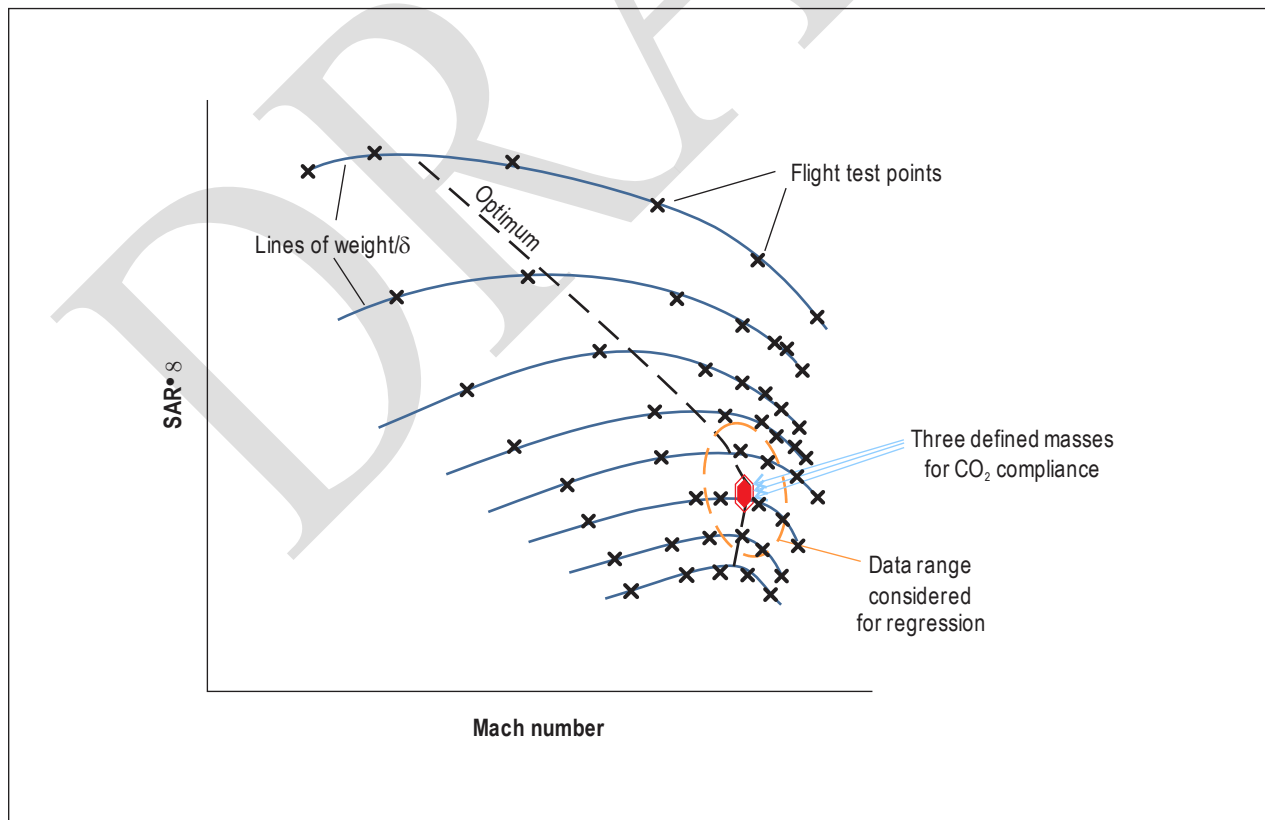 DRA
Optimum
Flight test points
Lines of weight/δ
SAR• ∞
Three defined masses
for CO₂ compliance
Data range
considered
for regression
Mach number